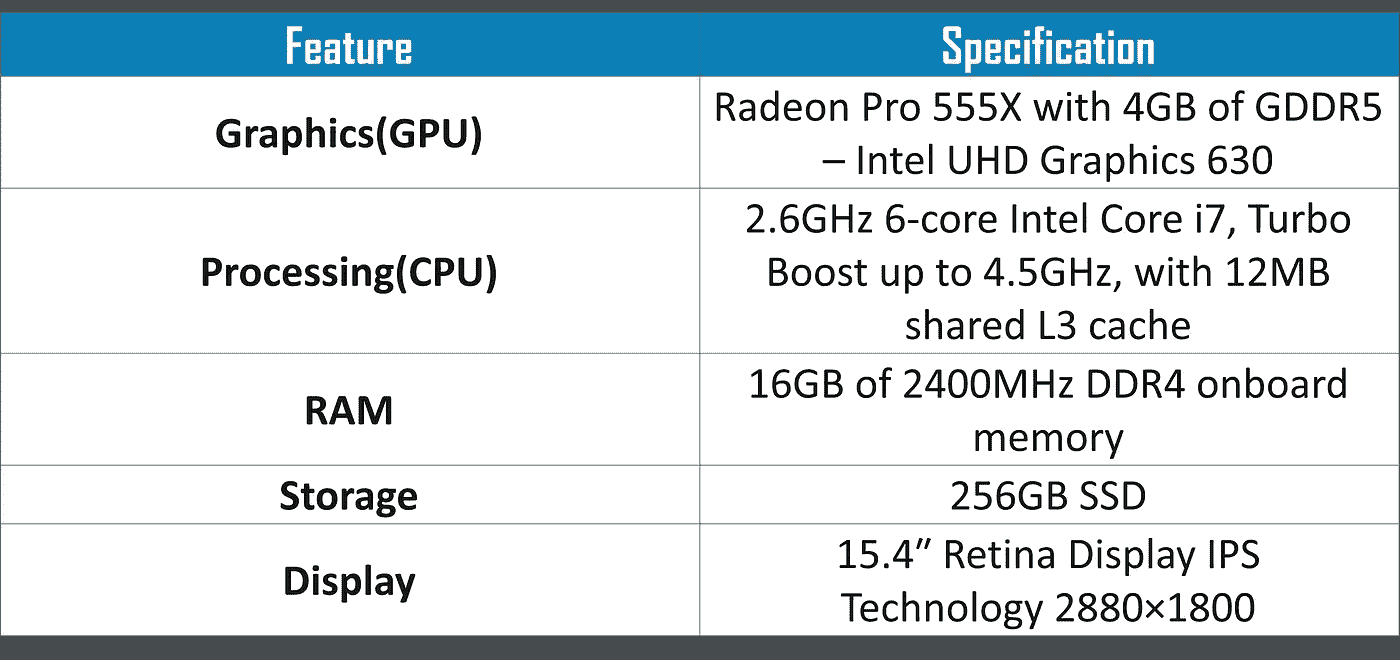 Feature
Specification
Graphics(GPU)
Radeon Pro 555X with 4GB of GDDR5
– Intel UHD Graphics 630
Processing(CPU)
2.6GHz 6-core Intel Core i7, Turbo
Boost up to 4.5GHz, with 12MB
shared L3 cache
RAM
16GB of 2400MHz DDR4 onboard
memory
Storage
256GB SSD
Display
15.4″ Retina Display IPS
Technology 2880×1800